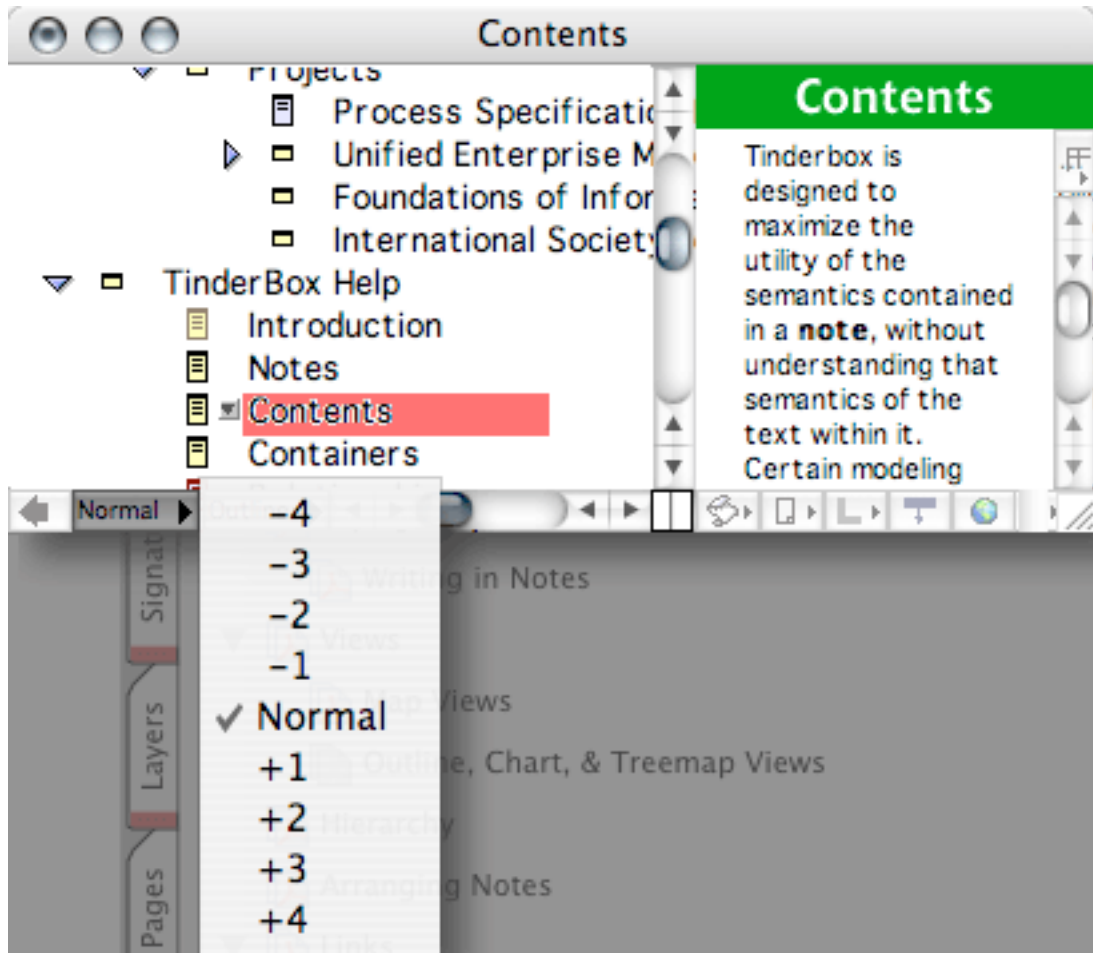 Contents
Projects
Process Specificatio
Unified Enterprise M
Foundations of Infor
International Society
TinderBox Help
Introduction
Notes
Contents
Containers
Contents
Tinderbox is
designed to
maximize the
utility of the
semantics contained
in a note, without
understanding that
semantics of the
text within it.
Certain modeling
Normal
Outline
-4
-3
-2
-1
Normal
+1
+2
+3
+4
Signat
Layers
Pages
Writing in Notes
Views
Map Views
Outline, Chart, & Treemap Views
Hierarchy
Arranging Notes
Links